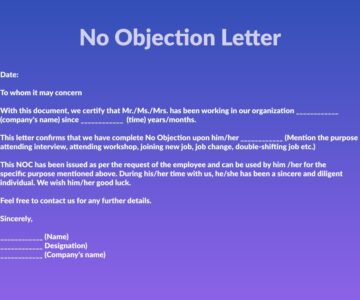 No Objection Letter
Date:
To whom it may concern
With this document, we certify that Mr./Ms./Mrs. has been working in our organization ____________
(company's name) since ____________ (time) years/months.
This letter confirms that we have complete No Objection upon him/her ____________ (Mention the purpose
attending interview, attending workshop, joining new job, job change, double-shifting job etc.)
This NOC has been issued as per the request of the employee and can be used by him /her for the
specific purpose mentioned above. During his/her time with us, he/she has been a sincere and diligent
individual. We wish him/her good luck.
Feel free to contact us for any further details.
Sincerely,
____________ (Name)
____________ Designation)
____________ (Company's name)